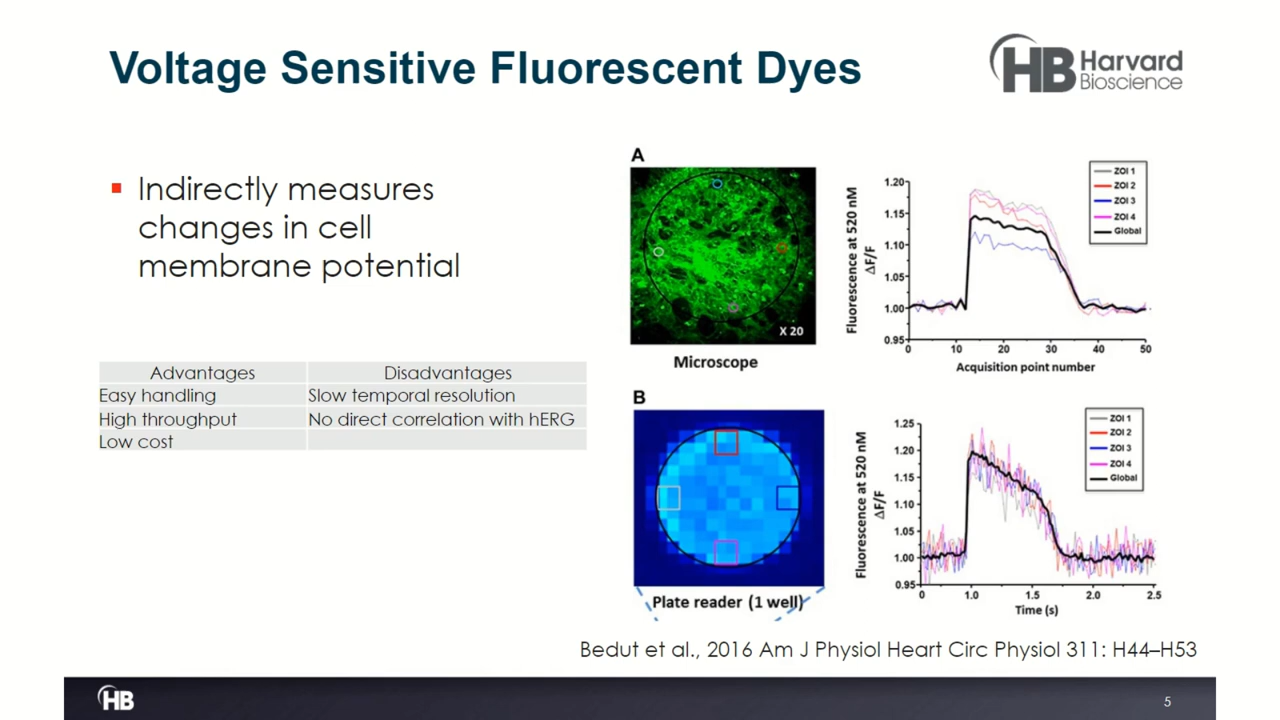 Voltage Sensitive Fluorescent Dyes
HB Harvard
Bioscience
Indirectly measures
changes in cell
membrane potential
Advantages Disadvantages
Easy handling Slow temporal resolution
High throughput No direct correlation with hERG
Low cost
A
X 20
Microscope
Fluorescence at 520 nM
ΔF/F
1.20
1.15
1.10
1.05
1.00
0.95
0 10 20 30 40 50
Acquisition point number
ZOI 1
ZOI 2
ZOI 3
ZOI 4
Global
B
Plate reader (1 well)
Fluorescence at 520 nM
ΔF/F
1.25
1.20
1.15
1.10
1.05
1.00
0.95
0 1.0 1.5 2.0 2.5
Time (s)
ZOI 1
ZOI 2
ZOI 3
ZOI 4
Global
Bedut et al., 2016 Am J Physiol Heart Circ Physiol 311: H44–H53
HB
5